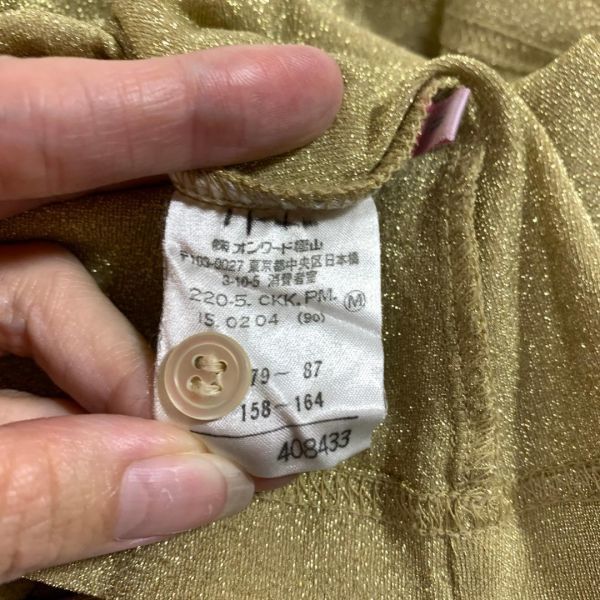 ㈱オンワード樫山
〒103-0027 東京都中央区日本橋
3-10-5 消費者室
220-5. CKK. PM. Ⓜ
15. 02 04 (90)
79- 87
158-164
408433